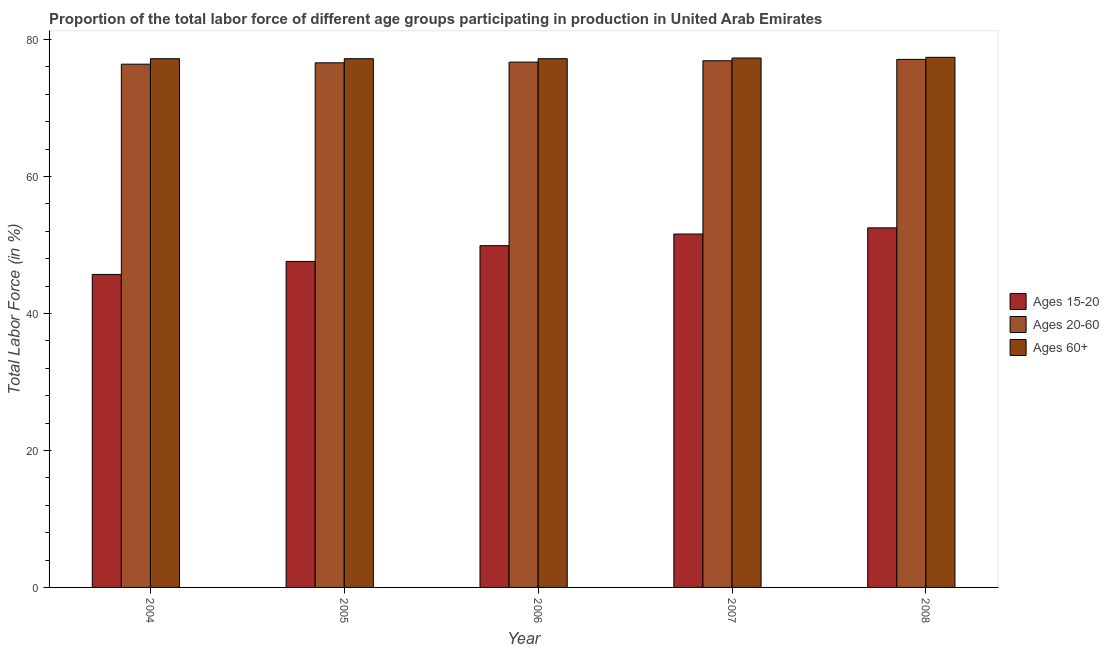 Proportion of the total labor force of different age groups participating in production in United Arab Emirates
80
60
40
20
0
Total Labor Force (in %)
2004
2005
2006
2007
2008
Year
Ages 15-20
Ages 20-60
Ages 60+